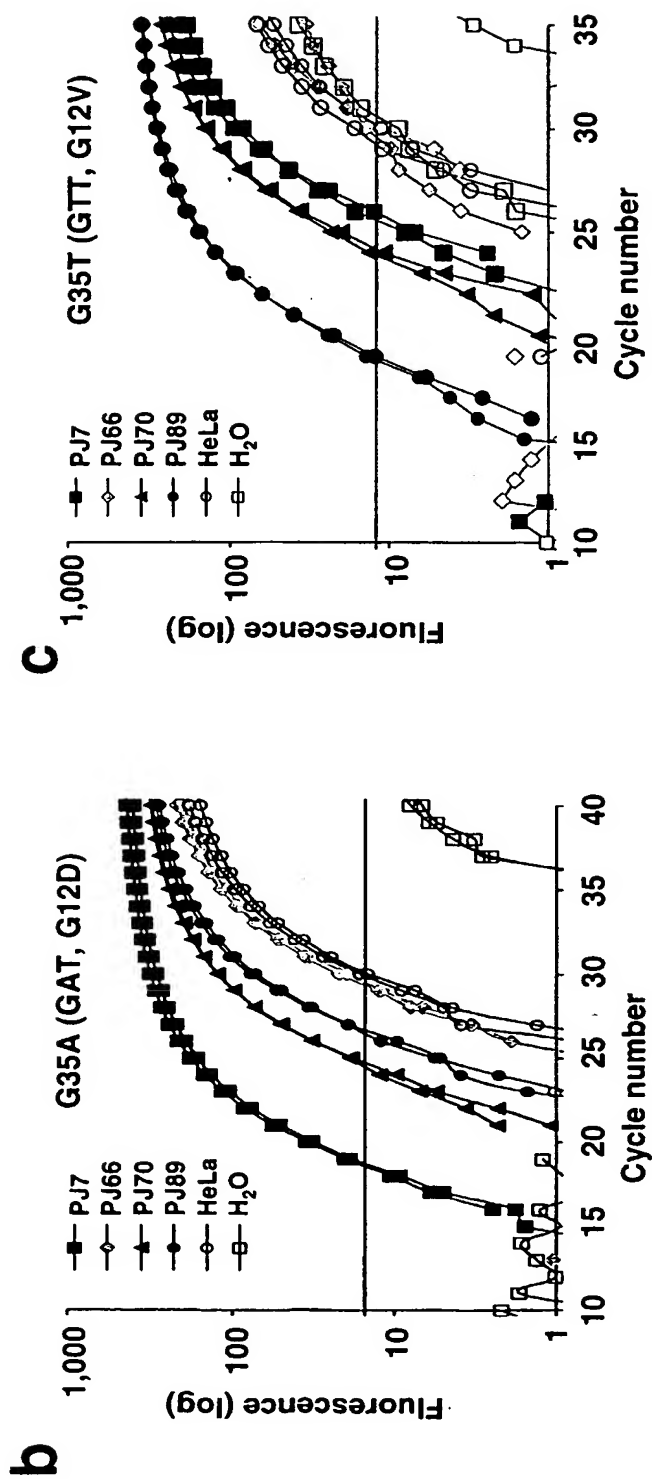 b
G35A (GAT, G12D)
1,000
100
10
1
Fluorescence (log)
PJ7
PJ66
PJ70
PJ89
HeLa
H₂O
10
15
20
25
30
35
40
Cycle number
c
G35T (GTT, G12V)
1,000
100
10
1
Fluorescence (log)
PJ7
PJ66
PJ70
PJ89
HeLa
H₂O
10
15
20
25
30
35
Cycle number